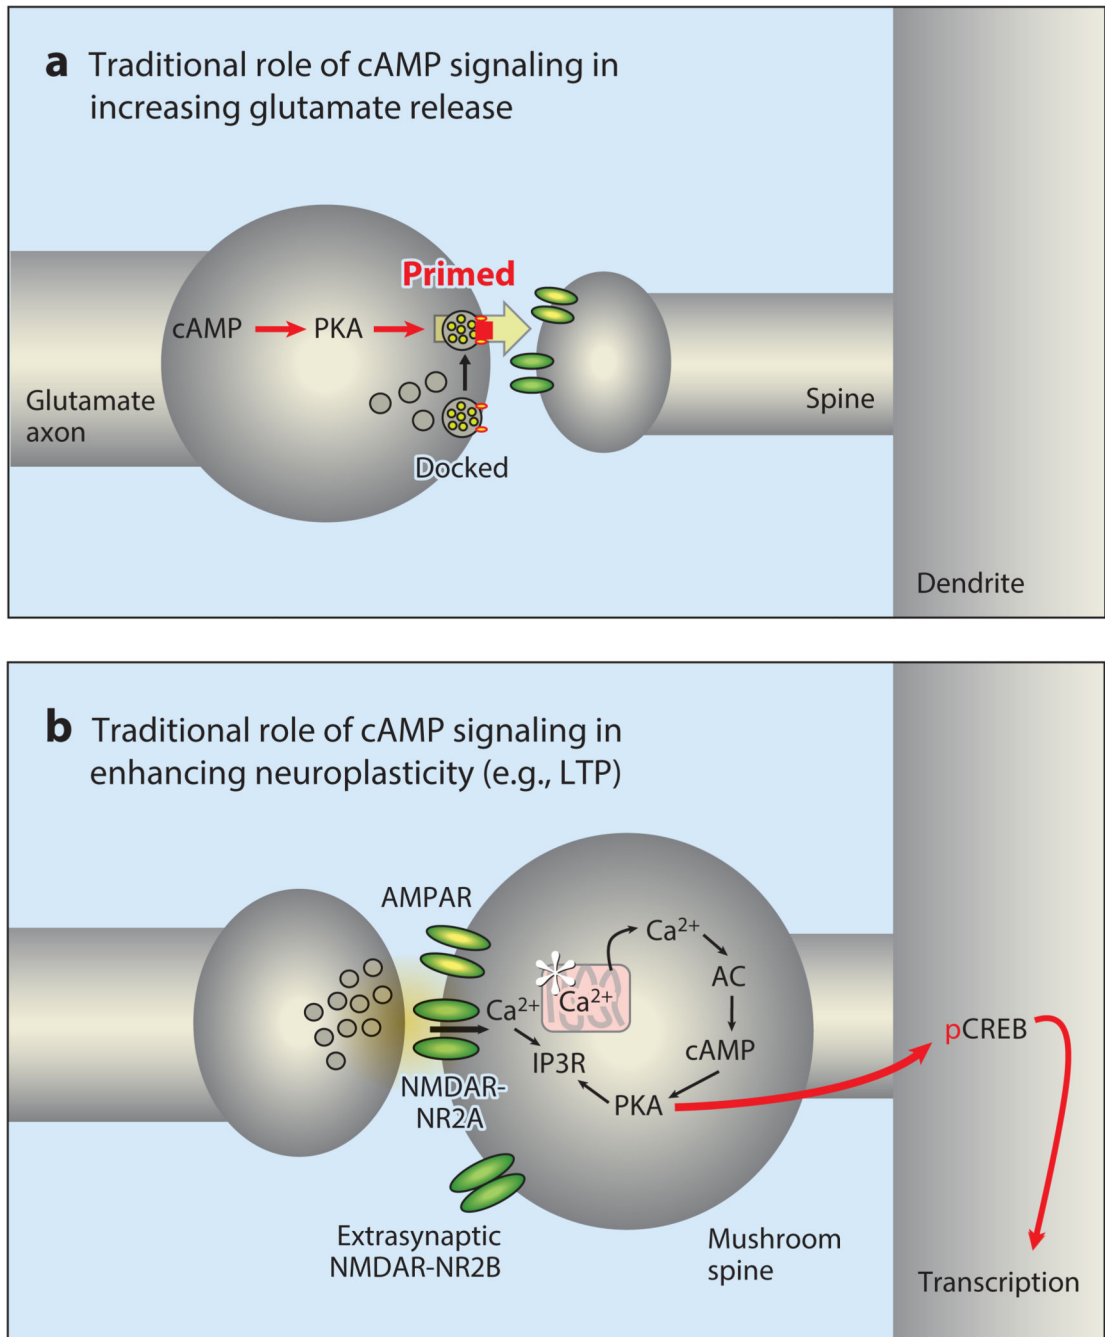 a Traditional role of cAMP signaling in
increasing glutamate release
Primed
cAMP
PKA
Glutamate
axon
Docked
Spine
Dendrite
b Traditional role of cAMP signaling in
enhancing neuroplasticity (e.g., LTP)
AMPAR
Ca²⁺
AC
Ca²⁺
Ca²⁺
cAMP
IP3R
PKA
pCREB
NMDAR-
NR2A
Extrasynaptic
NMDAR-NR2B
Mushroom
spine
Transcription